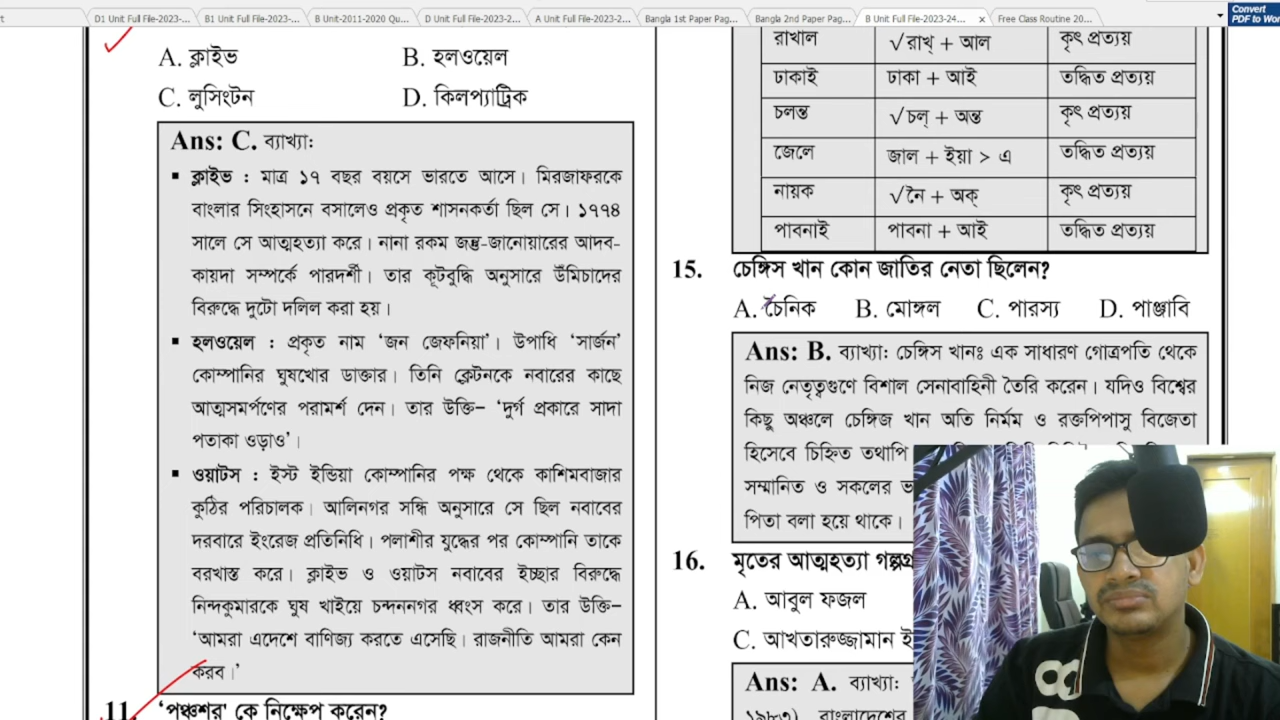 D1 Unit Full File-2023-...
B1 Unit-Full File-2023-...
B Unit-2011-2020 Qu...
D Unit Full File-2023-2...
A Unit Full File-2023-2...
Bangla 1st Paper Pag...
Bangla 2nd Paper Pag...
B Unit Full File-2023-24...
Free Class Routine 20...
Convert
PDF to Wor
A. ক্লাইভ B. হলওয়েল
C. লুসিংটন D. কিলপ্যাট্রিক
Ans: C. ব্যাখ্যাঃ
▪ ক্লাইভ : মাত্র ১৭ বছর বয়সে ভারতে আসে। মিরজাফরকে
বাংলার সিংহাসনে বসালেও প্রকৃত শাসনকর্তা ছিল সে। ১৭৭৪
সালে সে আত্মহত্যা করে। নানা রকম জন্তু-জানোয়ারের আদব-
কায়দা সম্পর্কে পারদর্শী। তার কূটবুদ্ধি অনুসারে উঁমিচাদের
বিরুদ্ধে দুটো দলিল করা হয়।
▪ হলওয়েল : প্রকৃত নাম ‘জন জেফনিয়া’। উপাধি ‘সার্জন’
কোম্পানির ঘুষখোর ডাক্তার। তিনি ক্লেটনকে নবারের কাছে
আত্মসমর্পণের পরামর্শ দেন। তার উক্তি– ‘দুর্গ প্রকারে সাদা
পতাকা ওড়াও’।
▪ ওয়াটস : ইস্ট ইন্ডিয়া কোম্পানির পক্ষ থেকে কাশিমবাজার
কুঠির পরিচালক। আলিনগর সন্ধি অনুসারে সে ছিল নবাবের
দরবারে ইংরেজ প্রতিনিধি। পলাশীর যুদ্ধের পর কোম্পানি তাকে
বরখাস্ত করে। ক্লাইভ ও ওয়াটস নবাবের ইচ্ছার বিরুদ্ধে
নিন্দকুমারকে ঘুষ খাইয়ে চন্দননগর ধ্বংস করে। তার উক্তি–
‘আমরা এদেশে বাণিজ্য করতে এসেছি। রাজনীতি আমরা কেন
করব।’
11. ‘পঞ্চশর' কে নিক্ষেপ করেন?
রাখাল √রাখ্ + আল কৃৎ প্রত্যয়
ঢাকাই ঢাকা + আই তদ্ধিত প্রত্যয়
চলন্ত √চল্ + অন্ত কৃৎ প্রত্যয়
জেলে জাল + ইয়া > এ তদ্ধিত প্রত্যয়
নায়ক √নৈ + অক্ কৃৎ প্রত্যয়
পাবনাই পাবনা + আই তদ্ধিত প্রত্যয়
15. চেঙ্গিস খান কোন জাতির নেতা ছিলেন?
A. চৈনিক B. মোঙ্গল C. পারস্য D. পাঞ্জাবি
Ans: B. ব্যাখ্যাঃ চেঙ্গিস খানঃ এক সাধারণ গোত্রপতি থেকে
নিজ নেতৃত্বগুণে বিশাল সেনাবাহিনী তৈরি করেন। যদিও বিশ্বের
কিছু অঞ্চলে চেঙ্গিজ খান অতি নির্মম ও রক্তপিপাসু বিজেতা
হিসেবে চিহ্নিত তথাপি
সম্মানিত ও সকলের
পিতা বলা হয়ে থাকে।
16. মৃতের আত্মহত্যা
A. আবুল ফজল
C. আখতারুজ্জামান
Ans: A. ব্যাখ্যাঃ
১৯৮৩) বাংলাদেশের